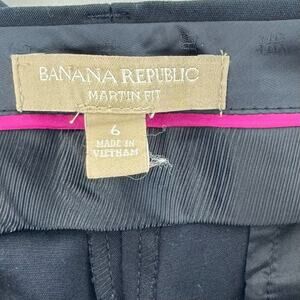 BANANA REPUBLIC
MARTIN FIT
6
MADE IN
VIETNAM